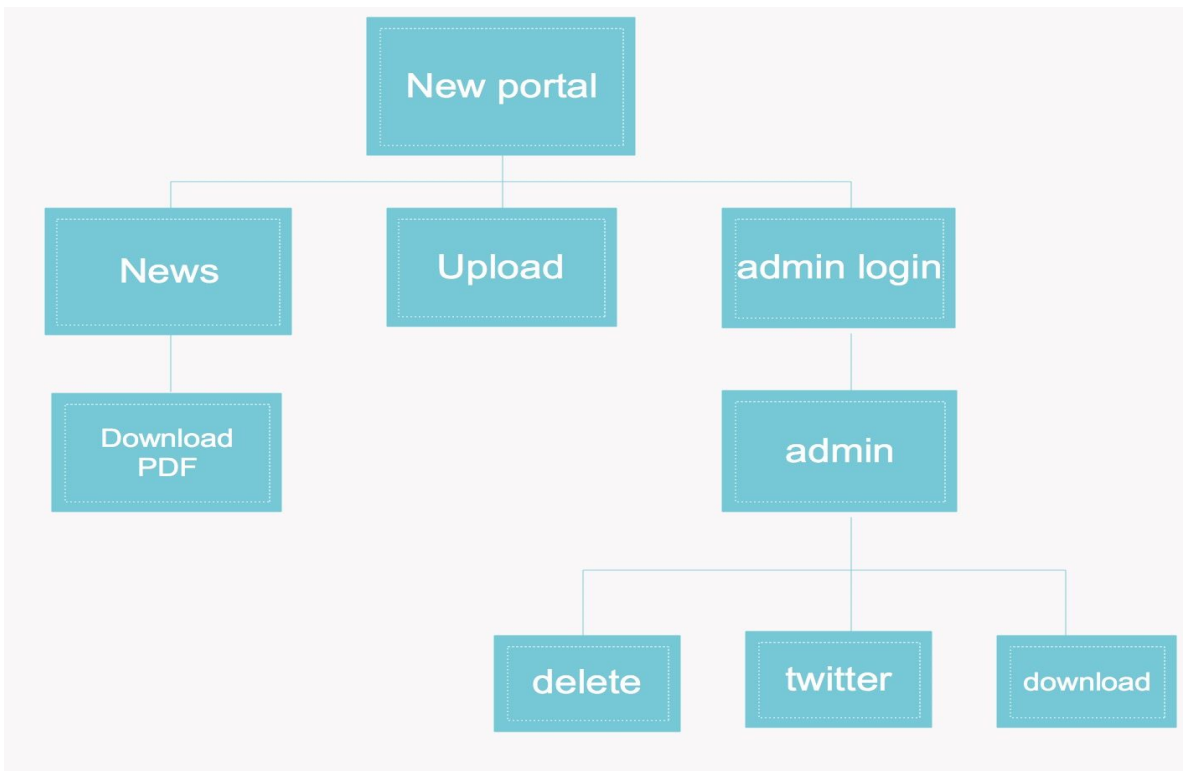 New portal
News
Upload
admin login
Download
PDF
admin
delete
twitter
download